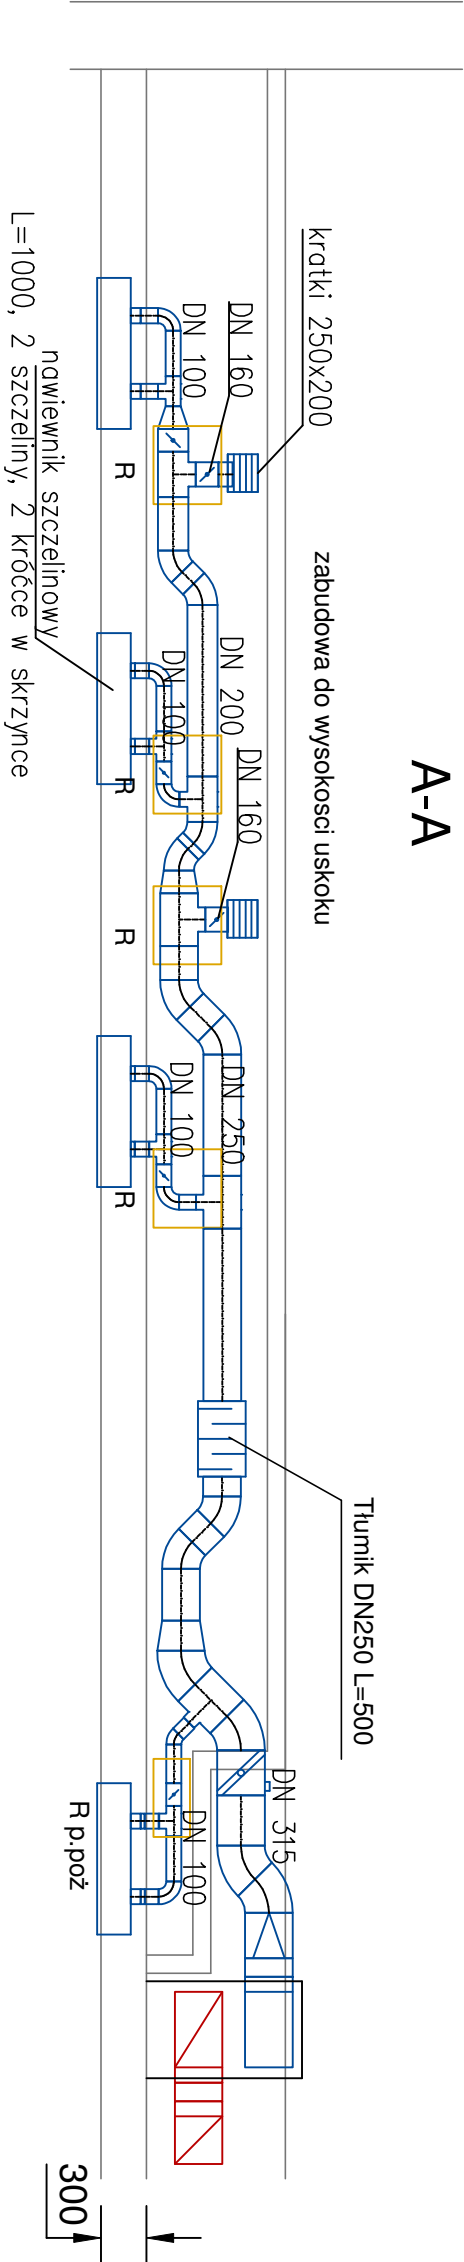 A-A
kratki 250x200
zabudowa do wysokosci uskoku
Tłumik DN250 L=500
DN 160
DN 100
DN 200
DN 100
DN 160
DN 250
DN 100
DN 315
DN 100
R
R
R
R
R p.poż
nawiewnik szczelinowy
L=1000, 2 szczeliny, 2 króćce w skrzynce
300